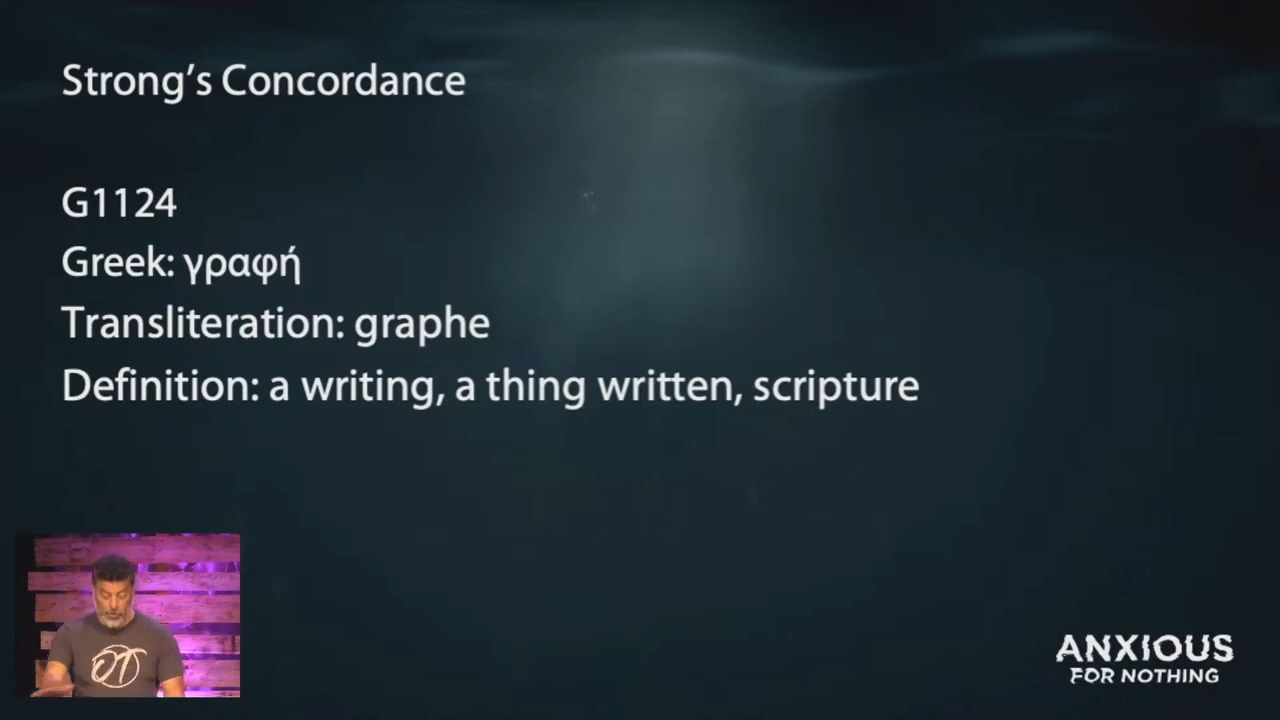 Strong’s Concordance
G1124
Greek: γραφή
Transliteration: graphe
Definition: a writing, a thing written, scripture
ANXIOUS
FOR NOTHING